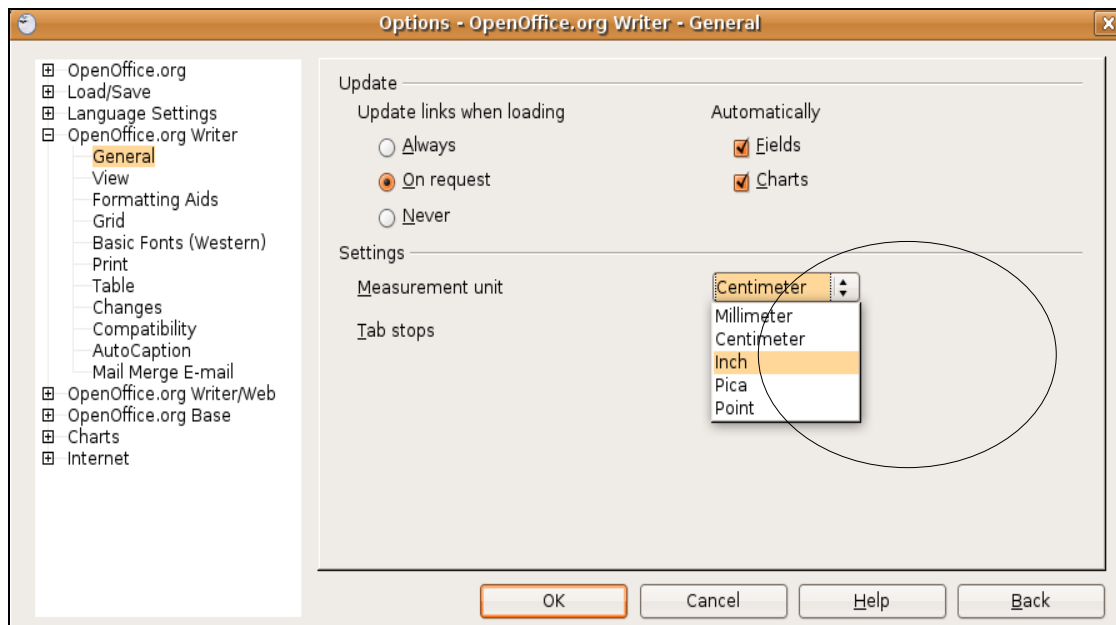 Options - OpenOffice.org Writer - General
OpenOffice.org
Load/Save
Language Settings
OpenOffice.org Writer
General
View
Formatting Aids
Grid
Basic Fonts (Western)
Print
Table
Changes
Compatibility
AutoCaption
Mail Merge E-mail
OpenOffice.org Writer/Web
OpenOffice.org Base
Charts
Internet
Update
Update links when loading
Always
On request
Never
Automatically
Fields
Charts
Settings
Measurement unit
Centimeter
Millimeter
Centimeter
Inch
Pica
Point
Tab stops
OK
Cancel
Help
Back